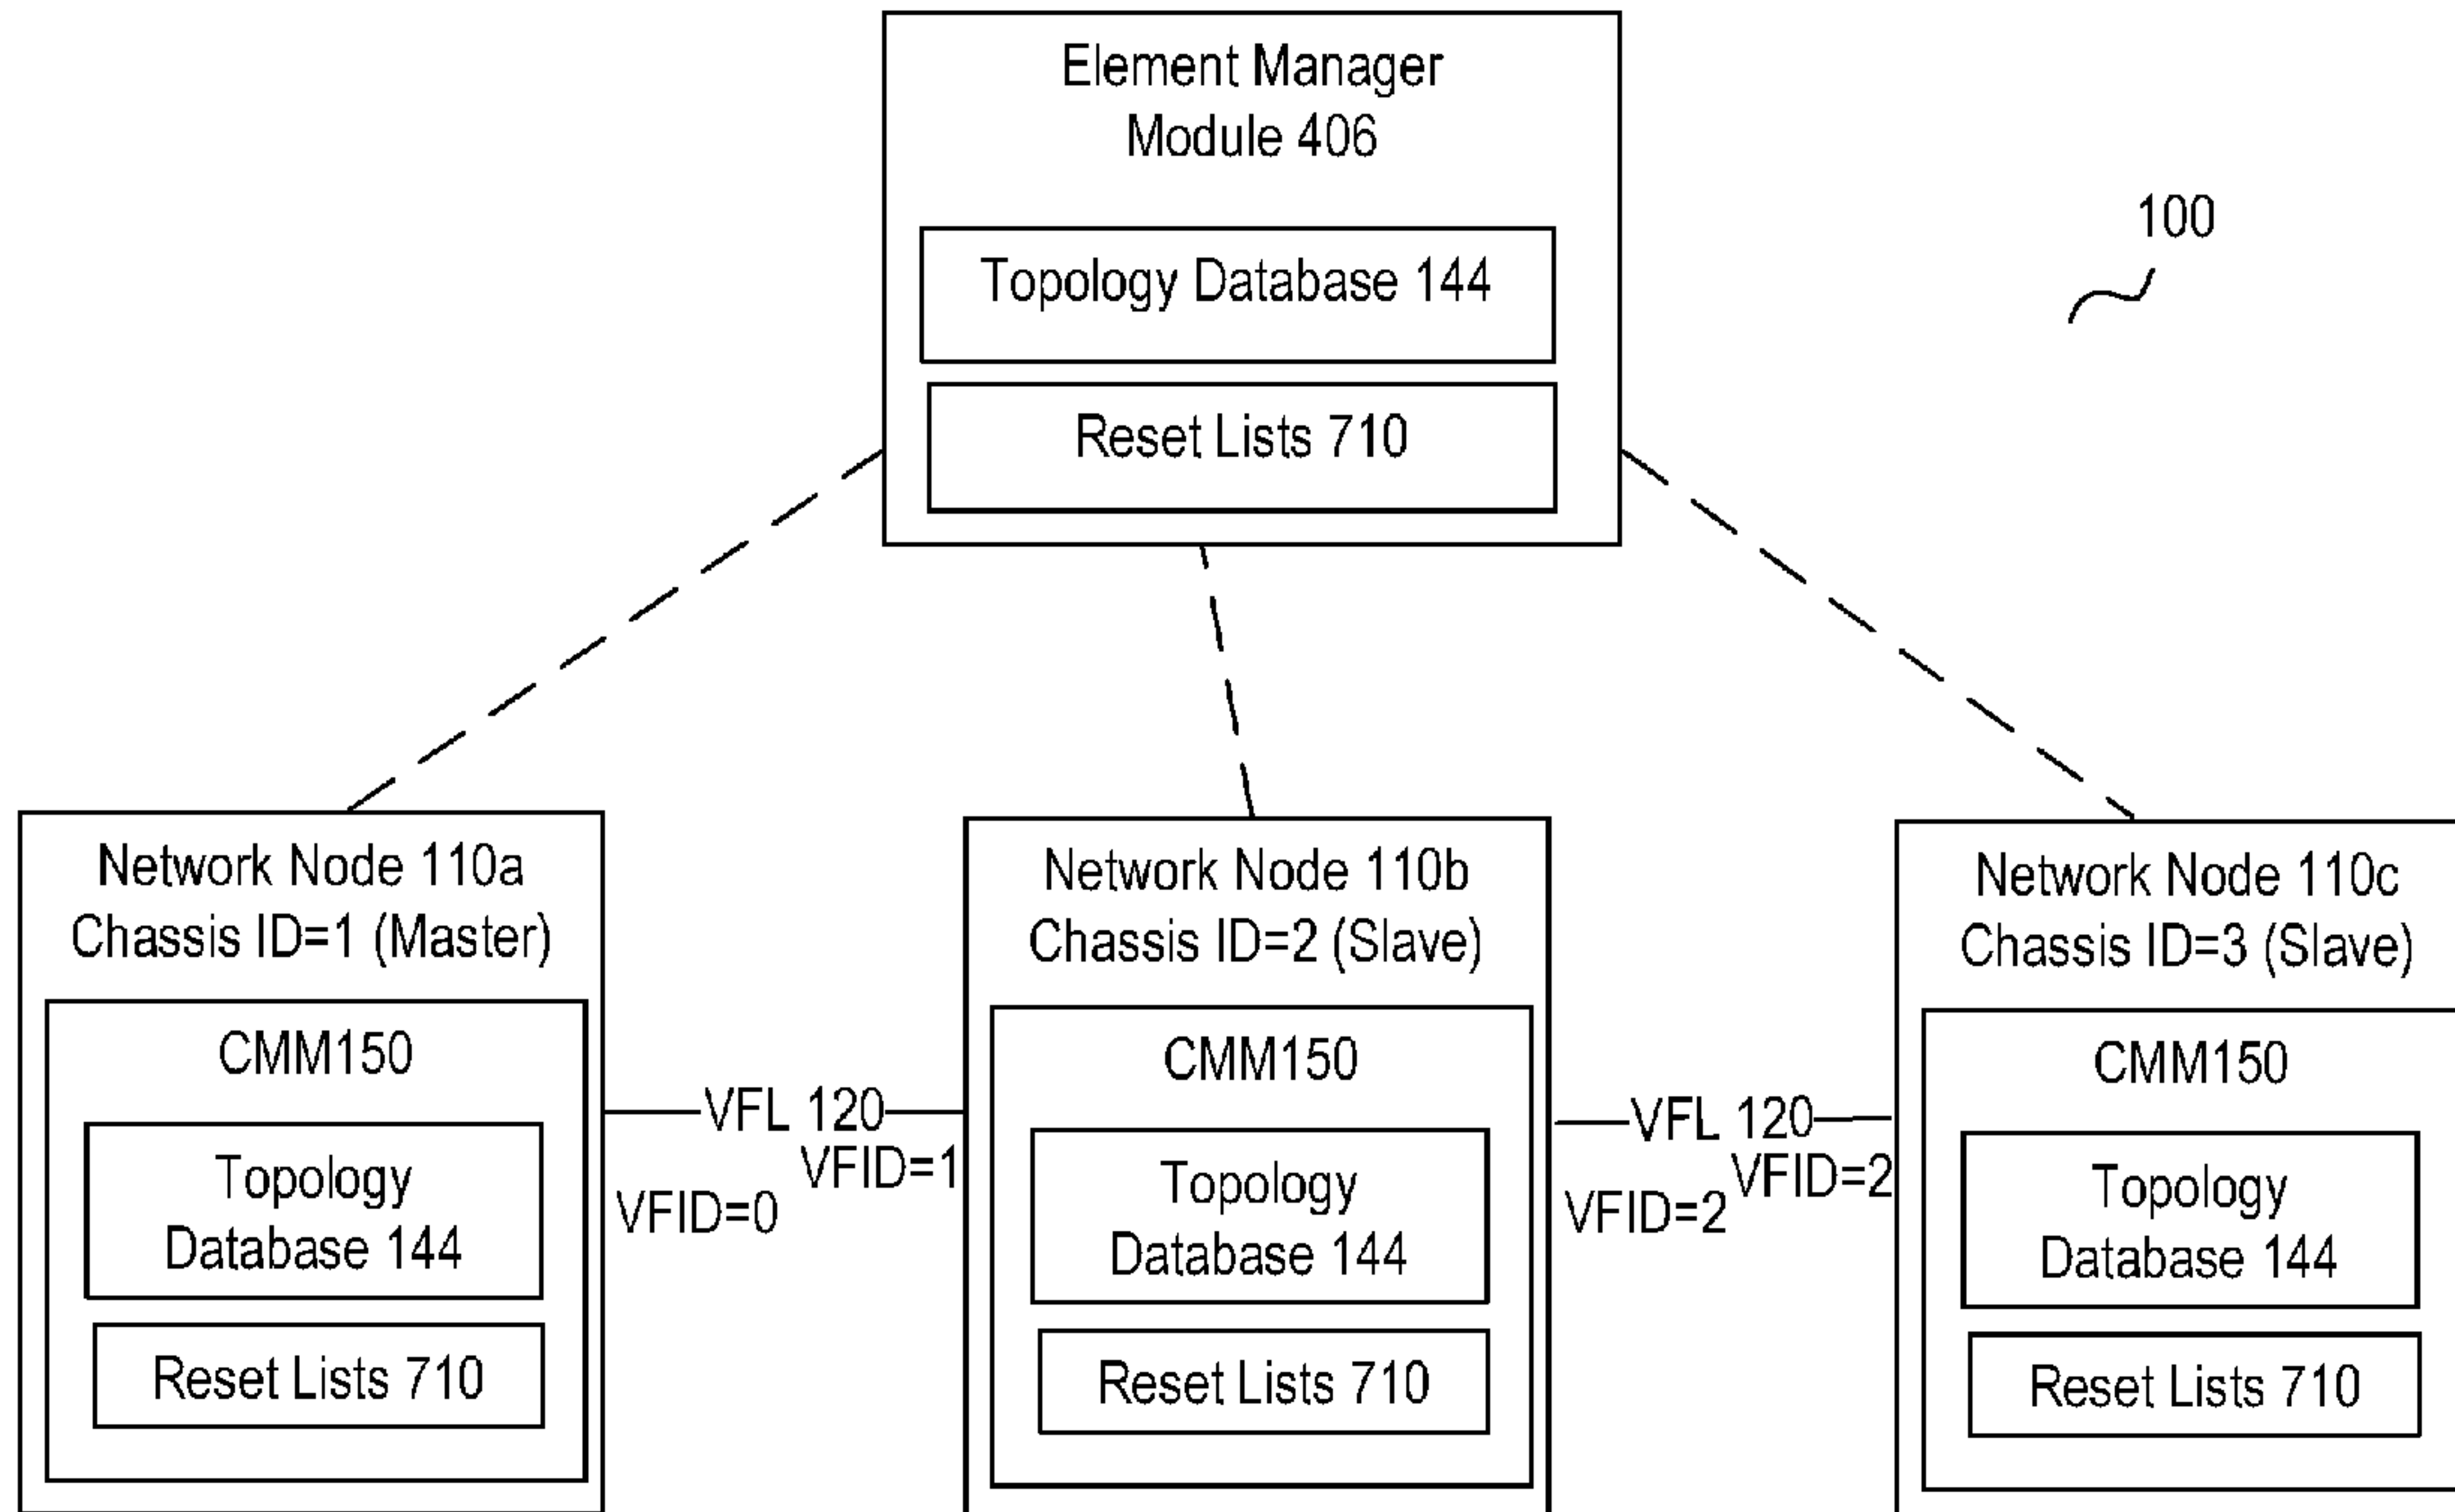 Element Manager
Module 406
Topology Database 144
Reset Lists 710
100
Network Node 110a
Chassis ID=1 (Master)
CMM150
Topology
Database 144
Reset Lists 710
VFL 120
VFID=1
VFID=0
Network Node 110b
Chassis ID=2 (Slave)
CMM150
Topology
Database 144
Reset Lists 710
VFL 120
VFID=2
VFID=2
Network Node 110c
Chassis ID=3 (Slave)
CMM150
Topology
Database 144
Reset Lists 710